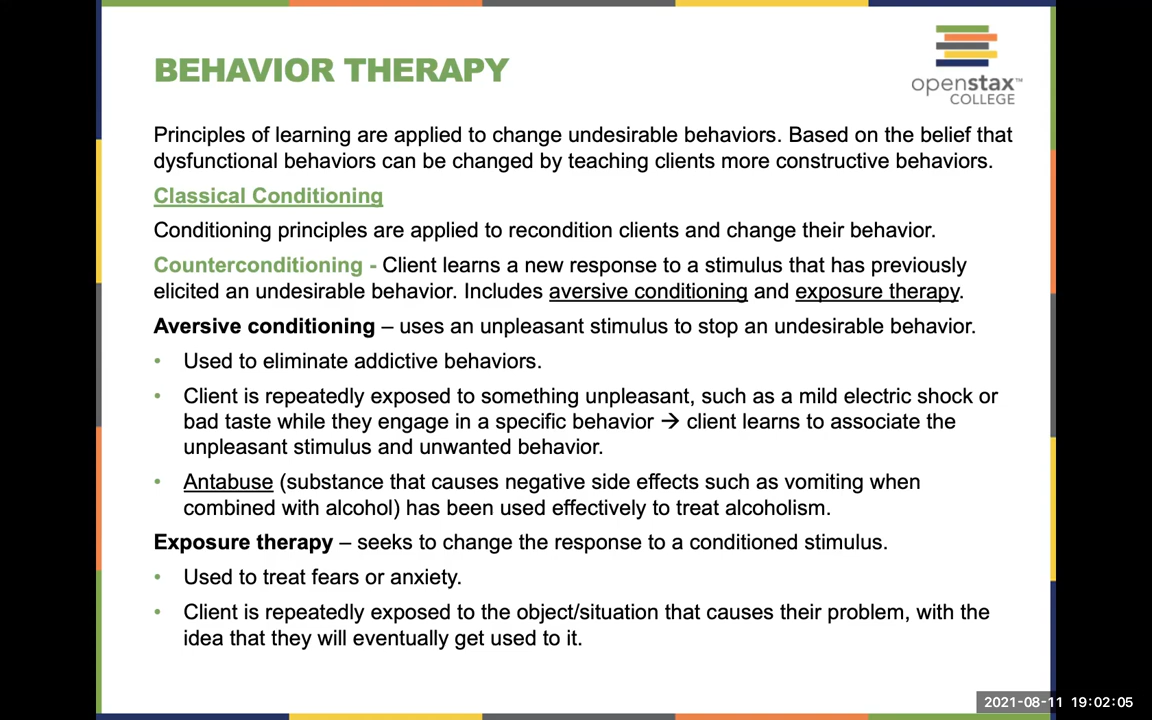 BEHAVIOR THERAPY
openstax™
COLLEGE
Principles of learning are applied to change undesirable behaviors. Based on the belief that
dysfunctional behaviors can be changed by teaching clients more constructive behaviors.
Classical Conditioning
Conditioning principles are applied to recondition clients and change their behavior.
Counterconditioning - Client learns a new response to a stimulus that has previously
elicited an undesirable behavior. Includes aversive conditioning and exposure therapy.
Aversive conditioning – uses an unpleasant stimulus to stop an undesirable behavior.
• Used to eliminate addictive behaviors.
• Client is repeatedly exposed to something unpleasant, such as a mild electric shock or
bad taste while they engage in a specific behavior → client learns to associate the
unpleasant stimulus and unwanted behavior.
• Antabuse (substance that causes negative side effects such as vomiting when
combined with alcohol) has been used effectively to treat alcoholism.
Exposure therapy – seeks to change the response to a conditioned stimulus.
• Used to treat fears or anxiety.
• Client is repeatedly exposed to the object/situation that causes their problem, with the
idea that they will eventually get used to it.
2021-08-11 19:02:05